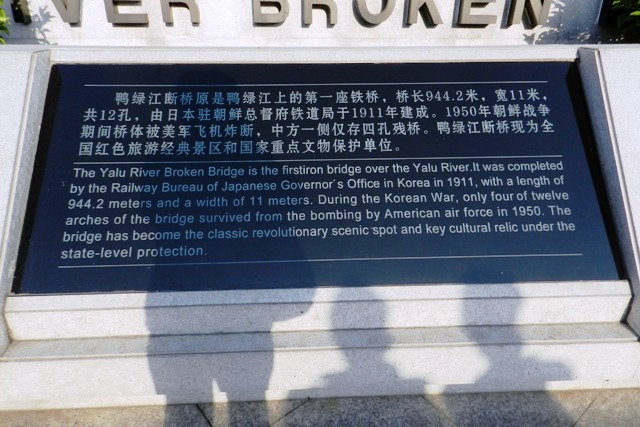 IVER BROKEN
鸭绿江断桥原是鸭绿江上的第一座铁桥，桥长944.2米，宽11米，
共12孔，由日本驻朝鲜总督府铁道局于1911年建成。1950年朝鲜战争
期间桥体被美军飞机炸断，中方一侧仅存四孔残桥。鸭绿江断桥现为全
国红色旅游经典景区和国家重点文物保护单位。
The Yalu River Broken Bridge is the firstiron bridge over the Yalu River.It was completed
by the Railway Bureau of Japanese Governor's Office in Korea in 1911, with a length of
944.2 meters and a width of 11 meters. During the Korean War, only four of twelve
arches of the bridge survived from the bombing by American air force in 1950. The
bridge has become the classic revolutionary scenic spot and key cultural relic under the
state-level protection.